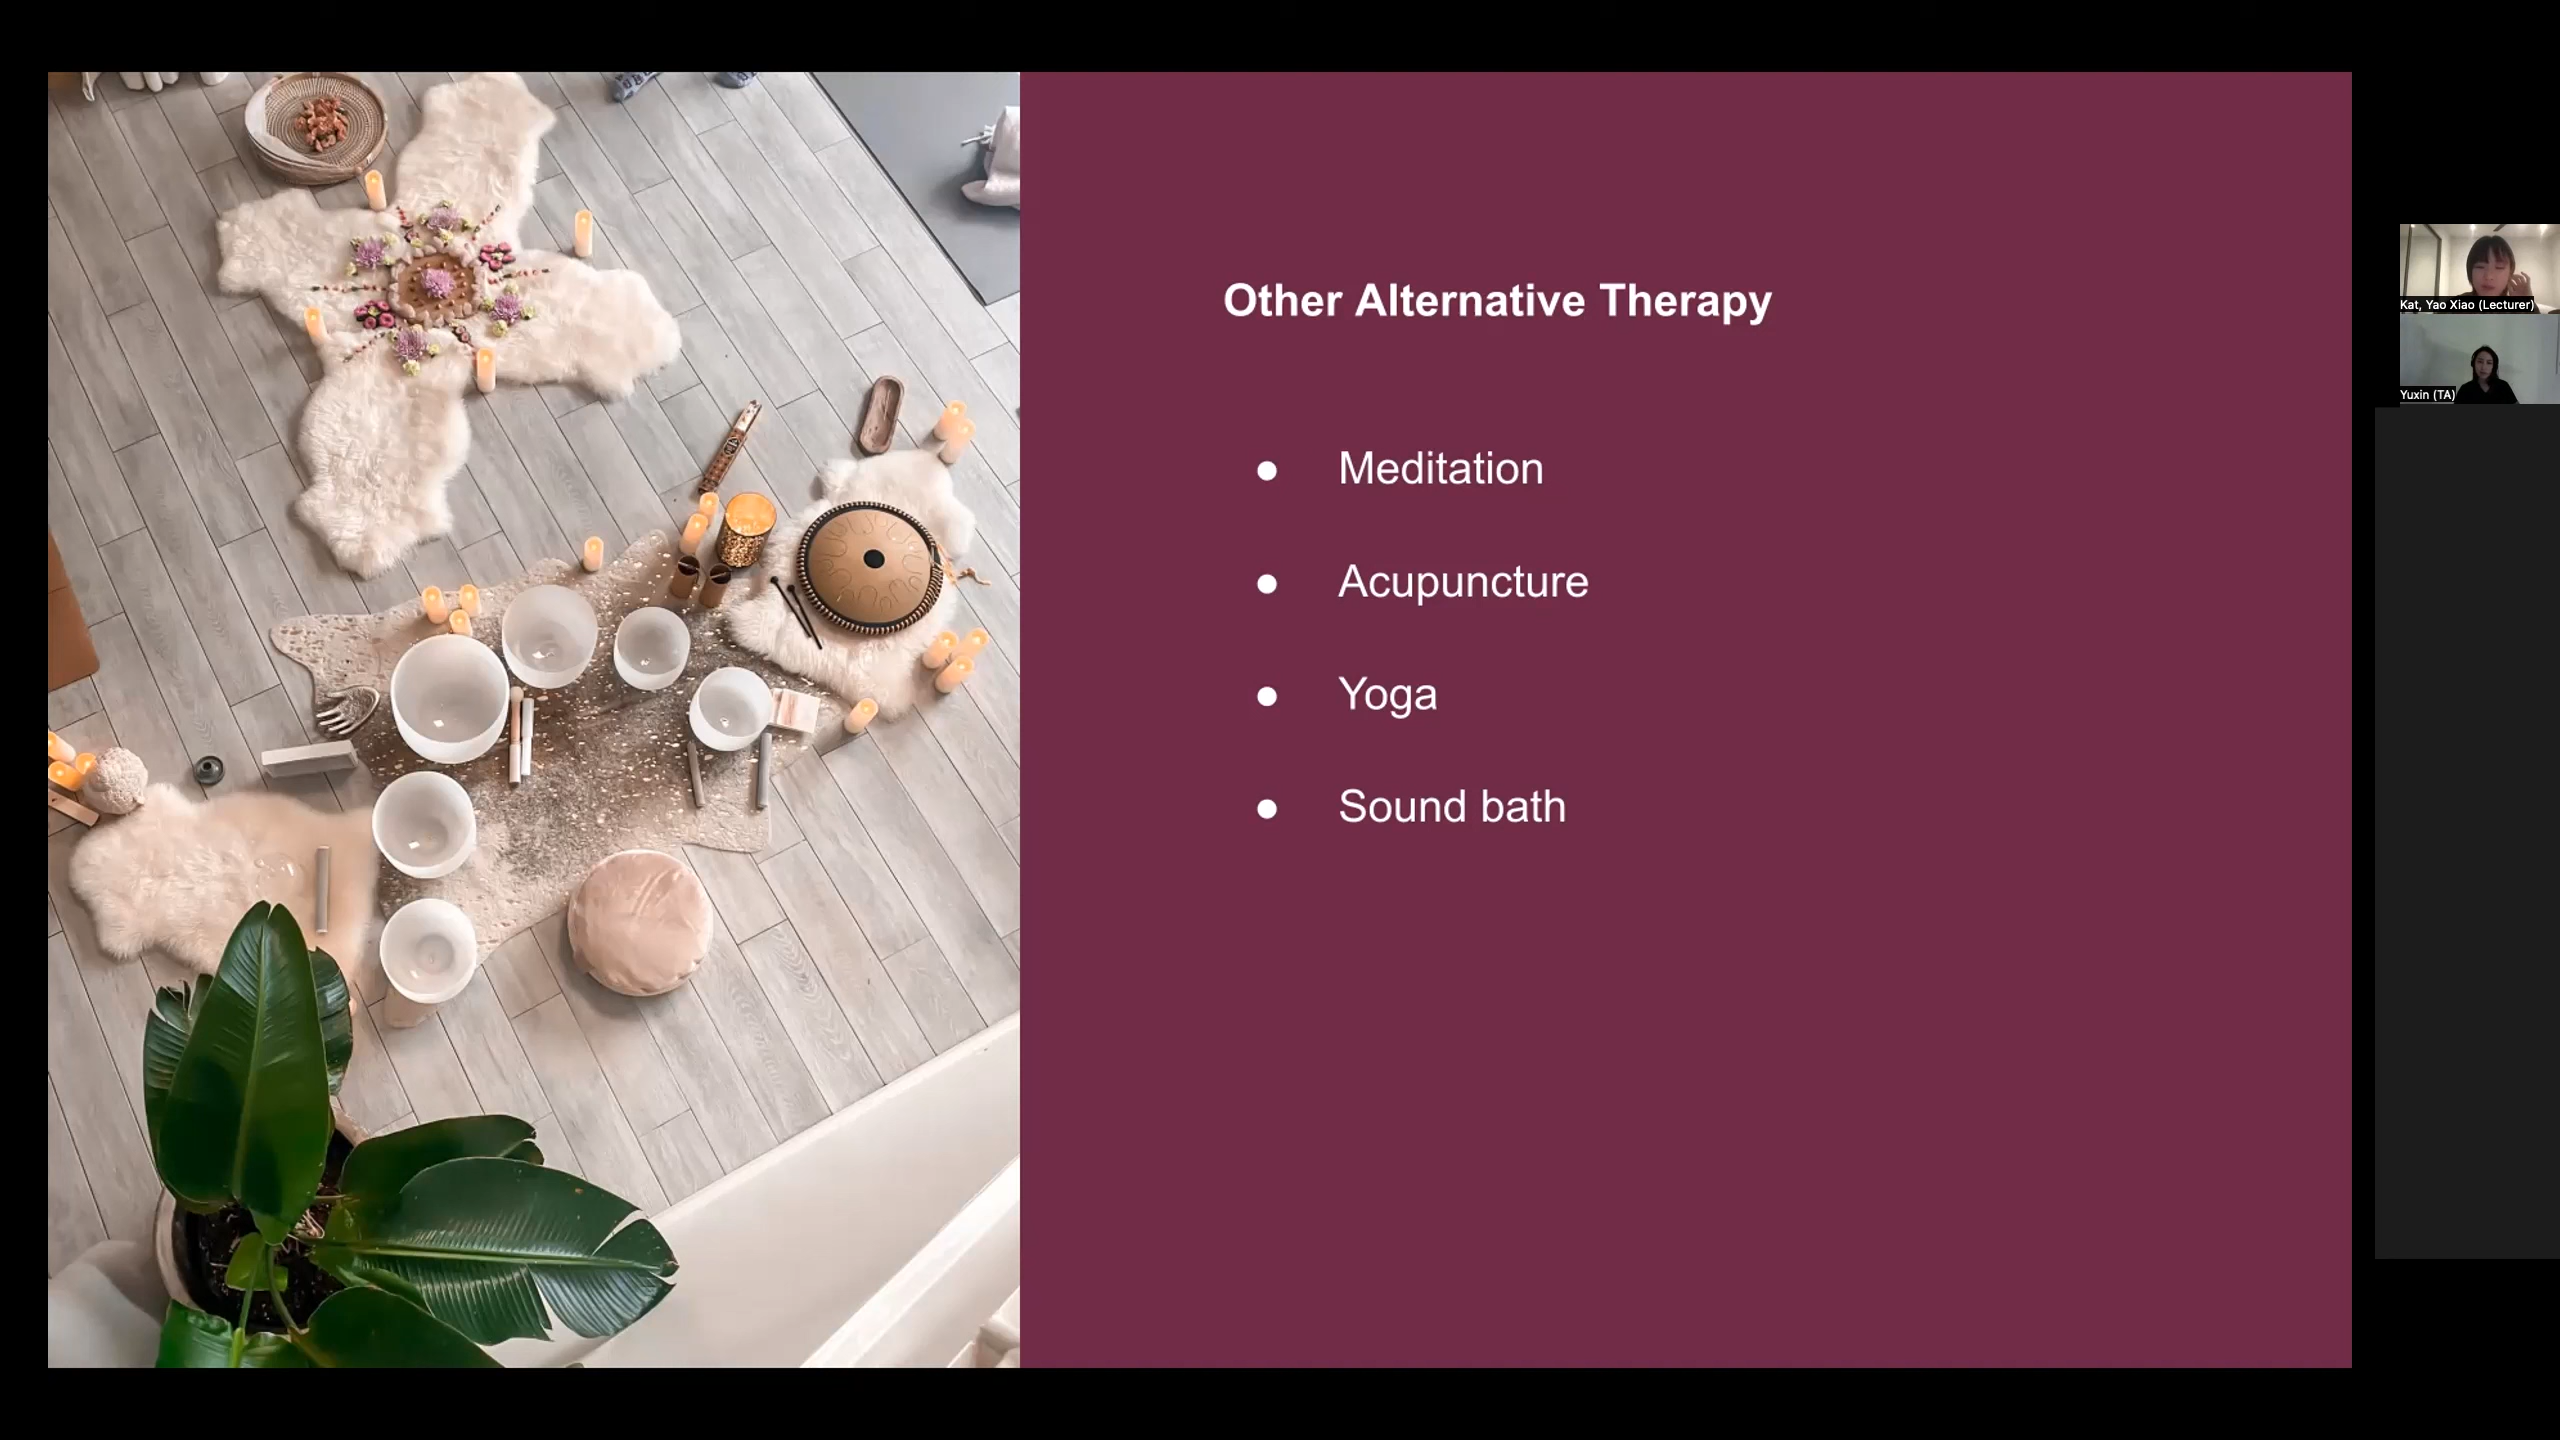 Other Alternative Therapy
● Meditation
● Acupuncture
● Yoga
● Sound bath
Kat, Yao Xiao (Lecturer)
Yuxin (TA)